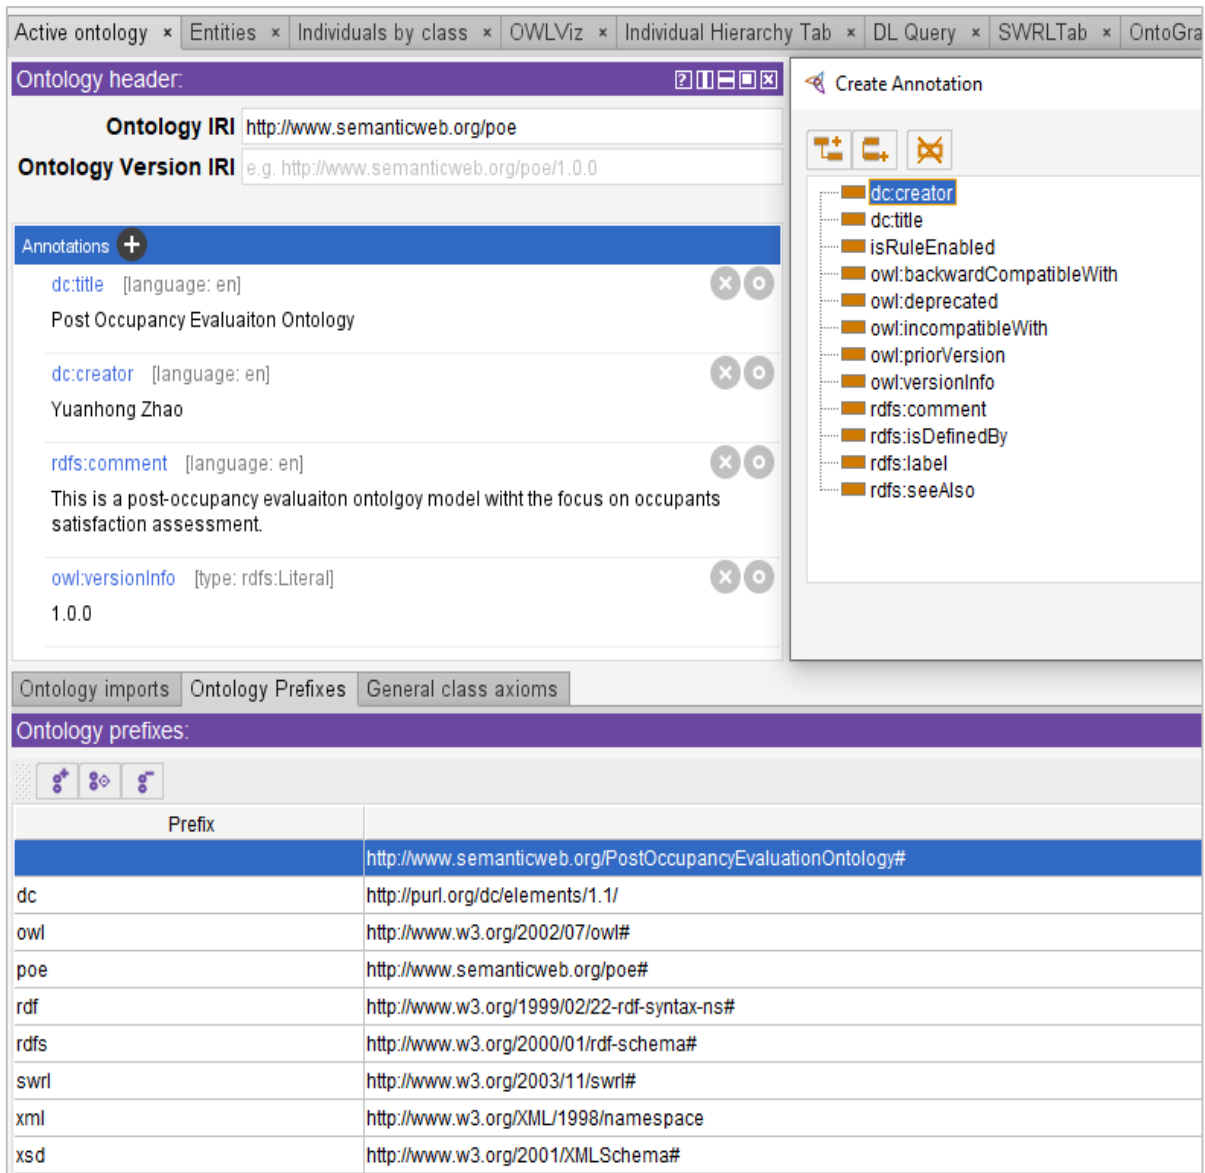 Active ontology × Entities × Individuals by class × OWLViz × Individual Hierarchy Tab × DL Query × SWRLTab × OntoGra
Ontology header:
Ontology IRI http://www.semanticweb.org/poe
Ontology Version IRI e.g. http://www.semanticweb.org/poe/1.0.0
Annotations
dc:title [language: en]
Post Occupancy Evaluaiton Ontology
dc:creator [language: en]
Yuanhong Zhao
rdfs:comment [language: en]
This is a post-occupancy evaluaiton ontolgoy model witht the focus on occupants
satisfaction assessment.
owl:versionInfo [type: rdfs:Literal]
1.0.0
Create Annotation
dc:creator
dc:title
isRuleEnabled
owl:backwardCompatibleWith
owl:deprecated
owl:incompatibleWith
owl:priorVersion
owl:versionInfo
rdfs:comment
rdfs:isDefinedBy
rdfs:label
rdfs:seeAlso
Ontology imports Ontology Prefixes General class axioms
Ontology prefixes:
Prefix
http://www.semanticweb.org/PostOccupancyEvaluationOntology#
dc http://purl.org/dc/elements/1.1/
owl http://www.w3.org/2002/07/owl#
poe http://www.semanticweb.org/poe#
rdf http://www.w3.org/1999/02/22-rdf-syntax-ns#
rdfs http://www.w3.org/2000/01/rdf-schema#
swrl http://www.w3.org/2003/11/swrl#
xml http://www.w3.org/XML/1998/namespace
xsd http://www.w3.org/2001/XMLSchema#